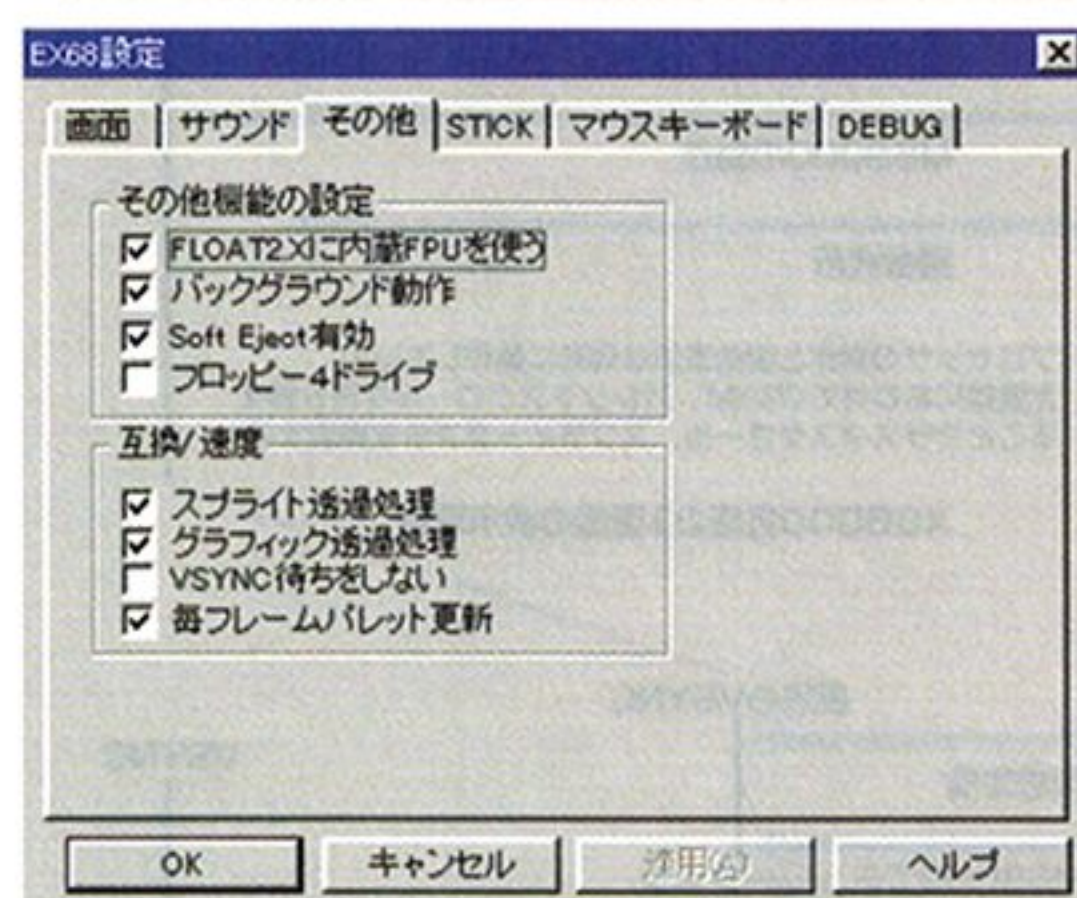 EX68設定
画面 サウンド その他 STICK マウスキーボード DEBUG
その他機能の設定
FLOAT2.Xに内蔵FPUを使う
バックグラウンド動作
Soft Eject有効
フロッピー4ドライブ
互換/速度
スプライト透過処理
グラフィック透過処理
VSYNC待ちをしない
毎フレームパレット更新
OK キャンセル 適用(A) ヘルプ